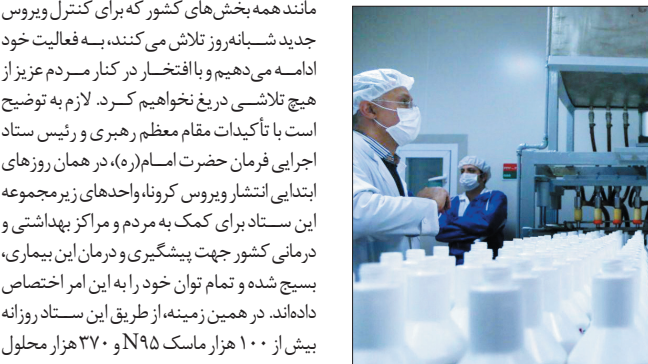 مانند همه بخش‌های کشور که برای کنترل ویروس
جدید شبانه‌روز تلاش می‌کنند، به فعالیت خود
ادامه می‌دهیم و با افتخار در کنار مردم عزیز از
هیچ تلاشی دریغ نخواهیم کرد. لازم به توضیح
است با تأکیدات مقام معظم رهبری و رئیس ستاد
اجرایی فرمان حضرت امام(ره)، در همان روزهای
ابتدایی انتشار ویروس کرونا، واحدهای زیرمجموعه
این ستاد برای کمک به مردم و مراکز بهداشتی و
درمانی کشور جهت پیشگیری و درمان این بیماری،
بسیج شده و تمام توان خود را به این امر اختصاص
داده‌اند. در همین زمینه، از طریق این ستاد روزانه
بیش از ۱۰۰ هزار ماسک N۹۵ و ۳۷۰ هزار محلول